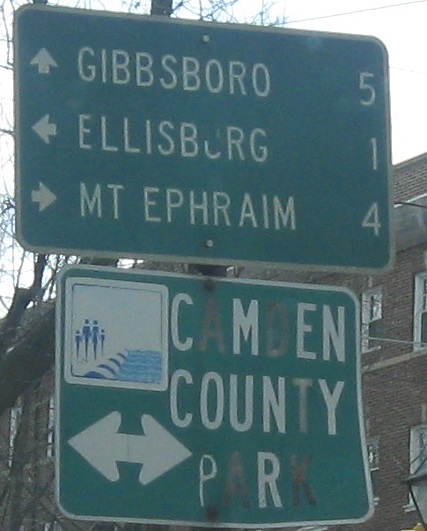 GIBBSBORO 5
ELLISBURG 1
MT EPHRAIM 4
CAMDEN
COUNTY
PARK